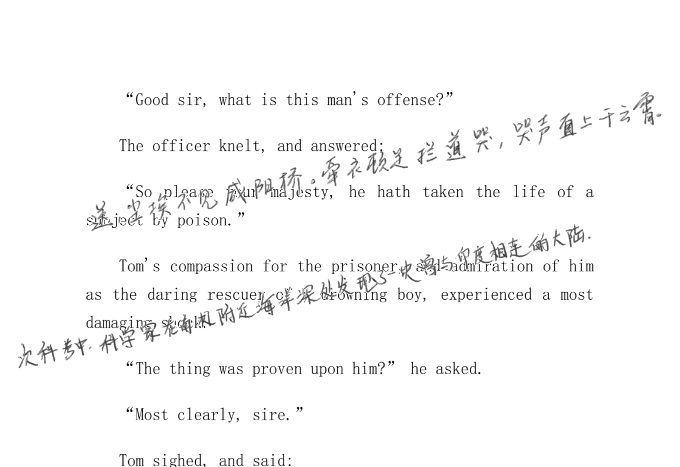 “Good sir, what is this man's offense?”
The officer knelt, and answered:
“So please your majesty, he hath taken the life of a
subject by poison.”
Tom's compassion for the prisoner, and admiration of him
as the daring rescuer of a drowning boy, experienced a most
damaging shock.
“The thing was proven upon him?” he asked.
“Most clearly, sire.”
Tom sighed, and said:
尘埃不见咸阳桥。牵衣顿足拦道哭，哭声直上干云霄。
次科考中，科学家在附近海洋深处发现了一块曾与印度相连的大陆.